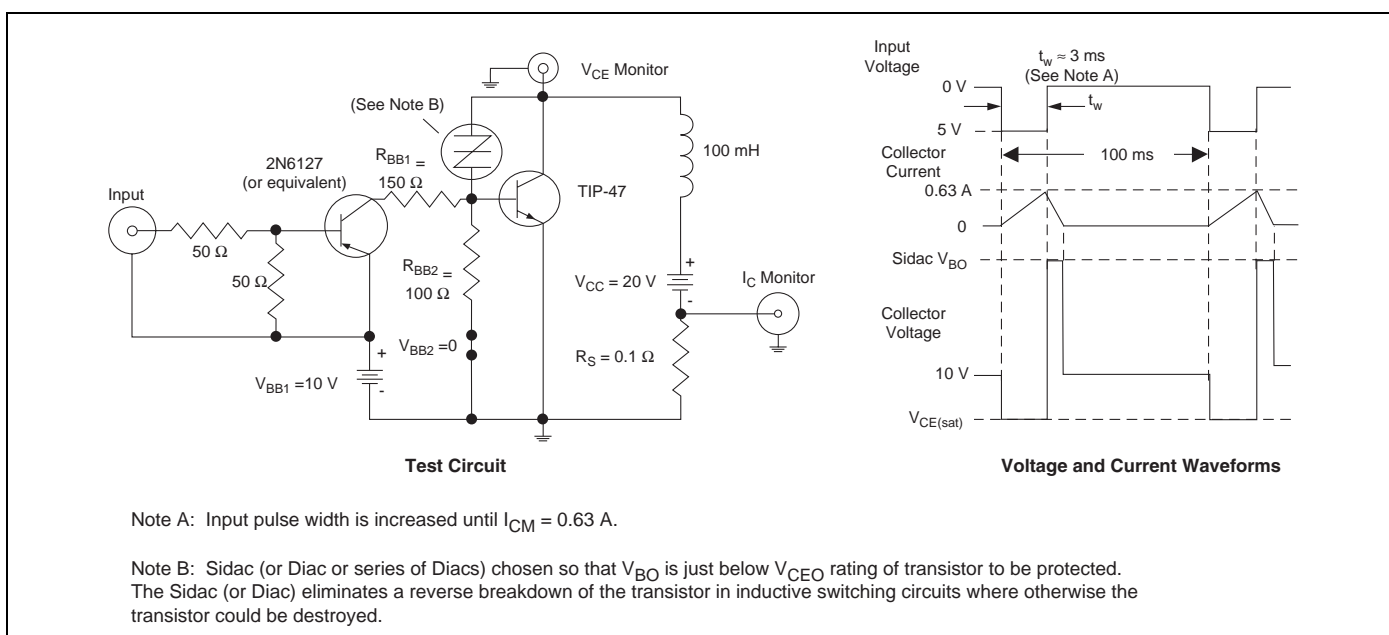 V_CE Monitor
(See Note B)
2N6127
(or equivalent)
R_BB1 =
150 Ω
100 mH
TIP-47
Input
50 Ω
50 Ω
R_BB2 =
100 Ω
V_CC = 20 V
+
-
I_C Monitor
V_BB2 =0
R_S = 0.1 Ω
+
V_BB1 =10 V
-
Test Circuit
Input
Voltage
t_w ≈ 3 ms
(See Note A)
0 V
t_w
5 V
Collector
Current
100 ms
0.63 A
0
Sidac V_BO
Collector
Voltage
10 V
V_CE(sat)
Voltage and Current Waveforms
Note A: Input pulse width is increased until I_CM = 0.63 A.
Note B: Sidac (or Diac or series of Diacs) chosen so that V_BO is just below V_CEO rating of transistor to be protected.
The Sidac (or Diac) eliminates a reverse breakdown of the transistor in inductive switching circuits where otherwise the
transistor could be destroyed.